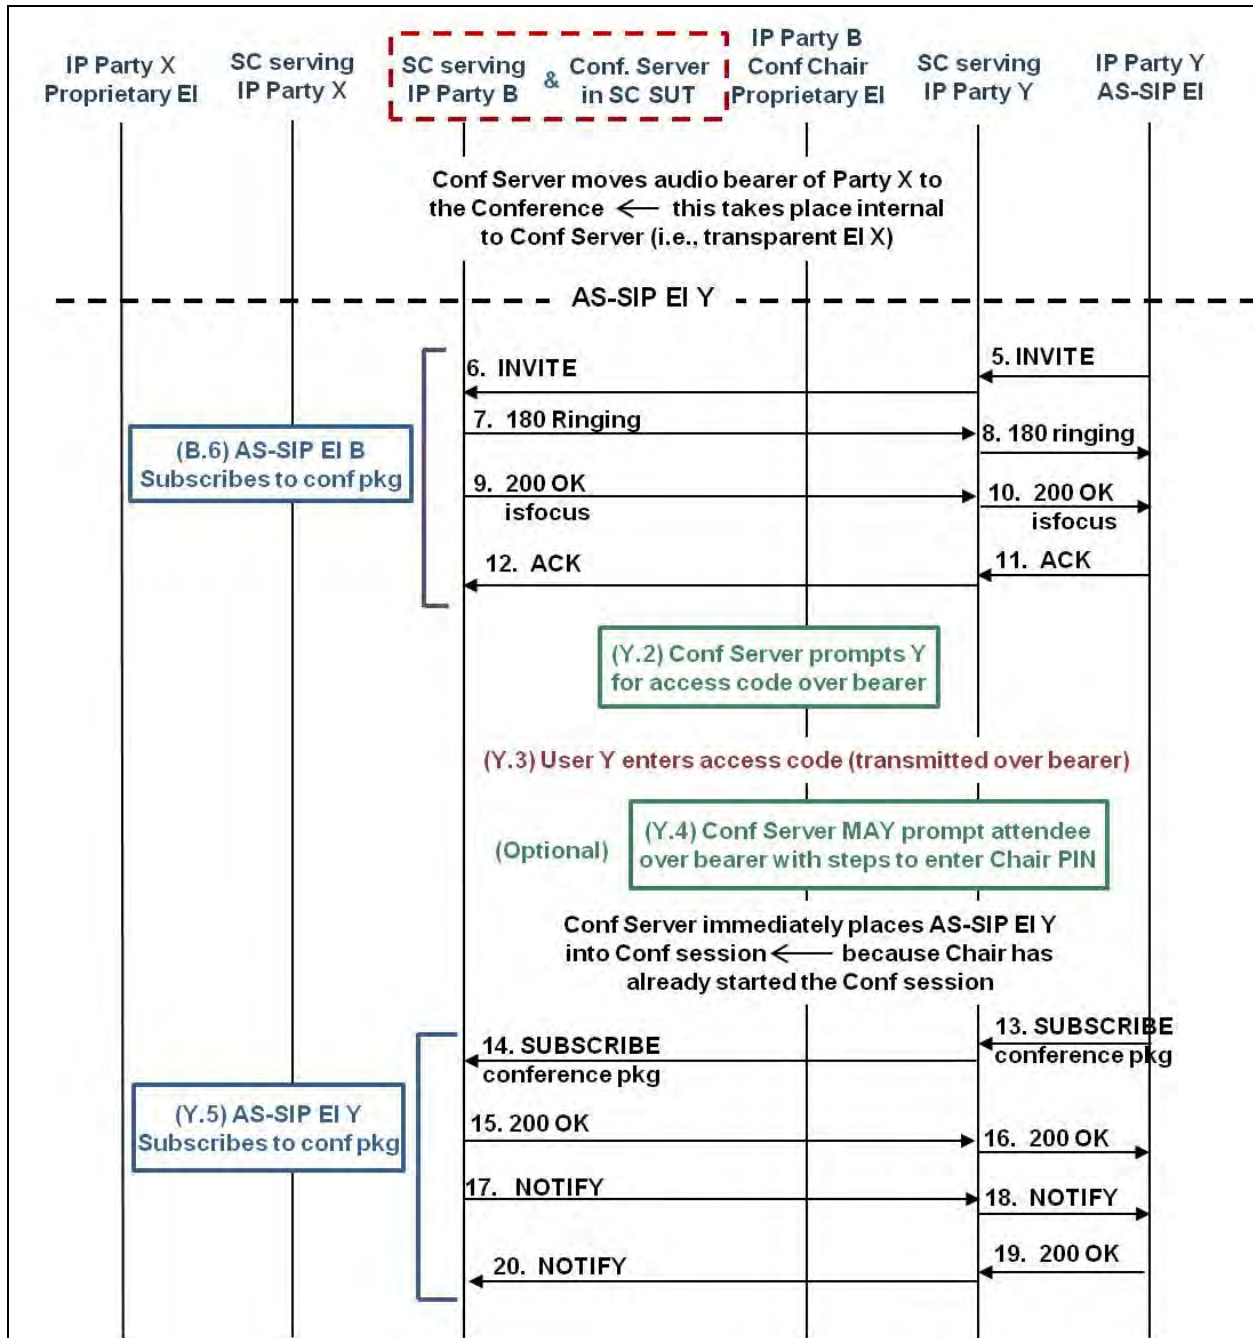 IP Party X
Proprietary EI
SC serving
IP Party X
SC serving
IP Party B
&
Conf. Server
in SC SUT
IP Party B
Conf Chair
Proprietary EI
SC serving
IP Party Y
IP Party Y
AS-SIP EI
Conf Server moves audio bearer of Party X to
the Conference ← this takes place internal
to Conf Server (i.e., transparent EI X)
AS-SIP EI Y
5. INVITE
6. INVITE
7. 180 Ringing
8. 180 ringing
(B.6) AS-SIP EI B
Subscribes to conf pkg
9. 200 OK
isfocus
10. 200 OK
isfocus
11. ACK
12. ACK
(Y.2) Conf Server prompts Y
for access code over bearer
(Y.3) User Y enters access code (transmitted over bearer)
(Optional)
(Y.4) Conf Server MAY prompt attendee
over bearer with steps to enter Chair PIN
Conf Server immediately places AS-SIP EI Y
into Conf session ← because Chair has
already started the Conf session
13. SUBSCRIBE
conference pkg
14. SUBSCRIBE
conference pkg
(Y.5) AS-SIP EI Y
Subscribes to conf pkg
15. 200 OK
16. 200 OK
17. NOTIFY
18. NOTIFY
19. 200 OK
20. NOTIFY